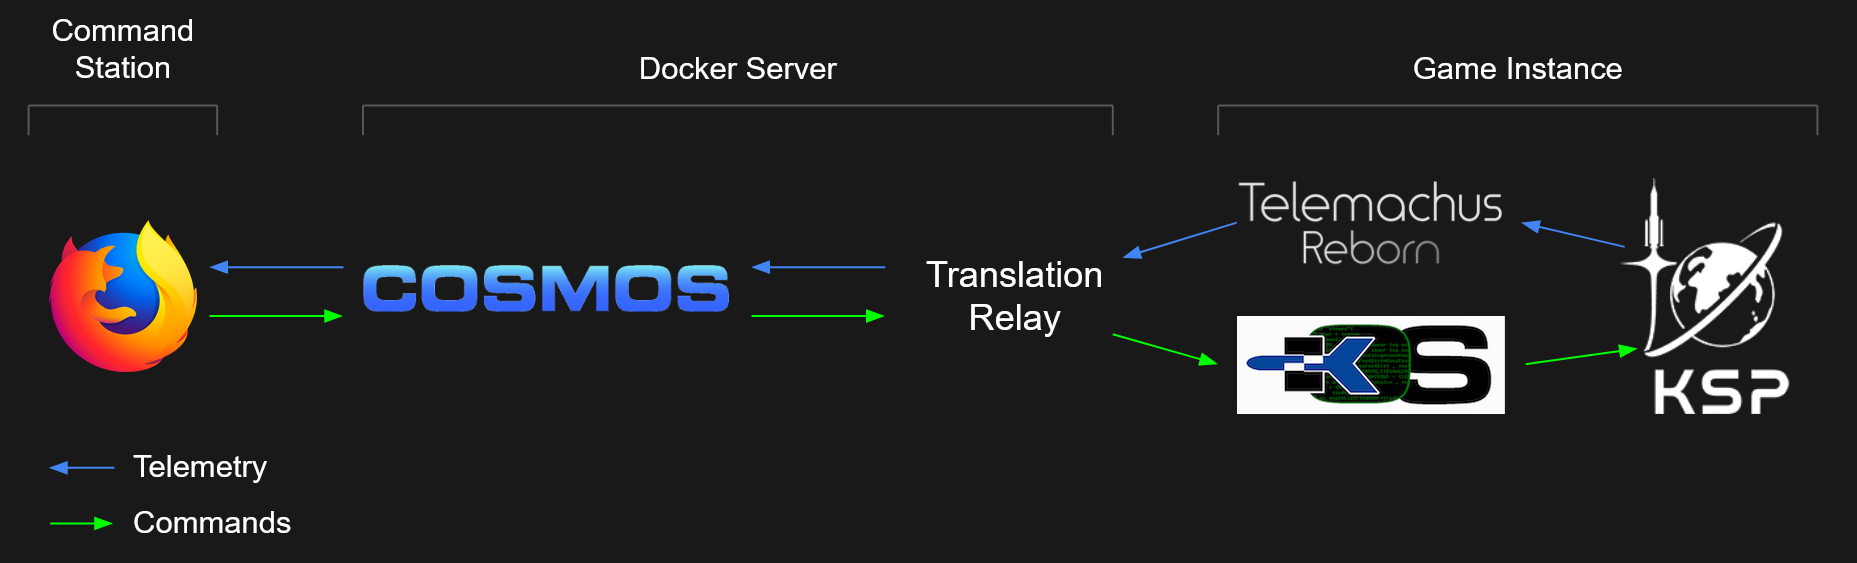 Command
Station
Docker Server
Game Instance
Telemachus
Reborn
COSMOS
Translation
Relay
kOS
KSP
Telemetry
Commands